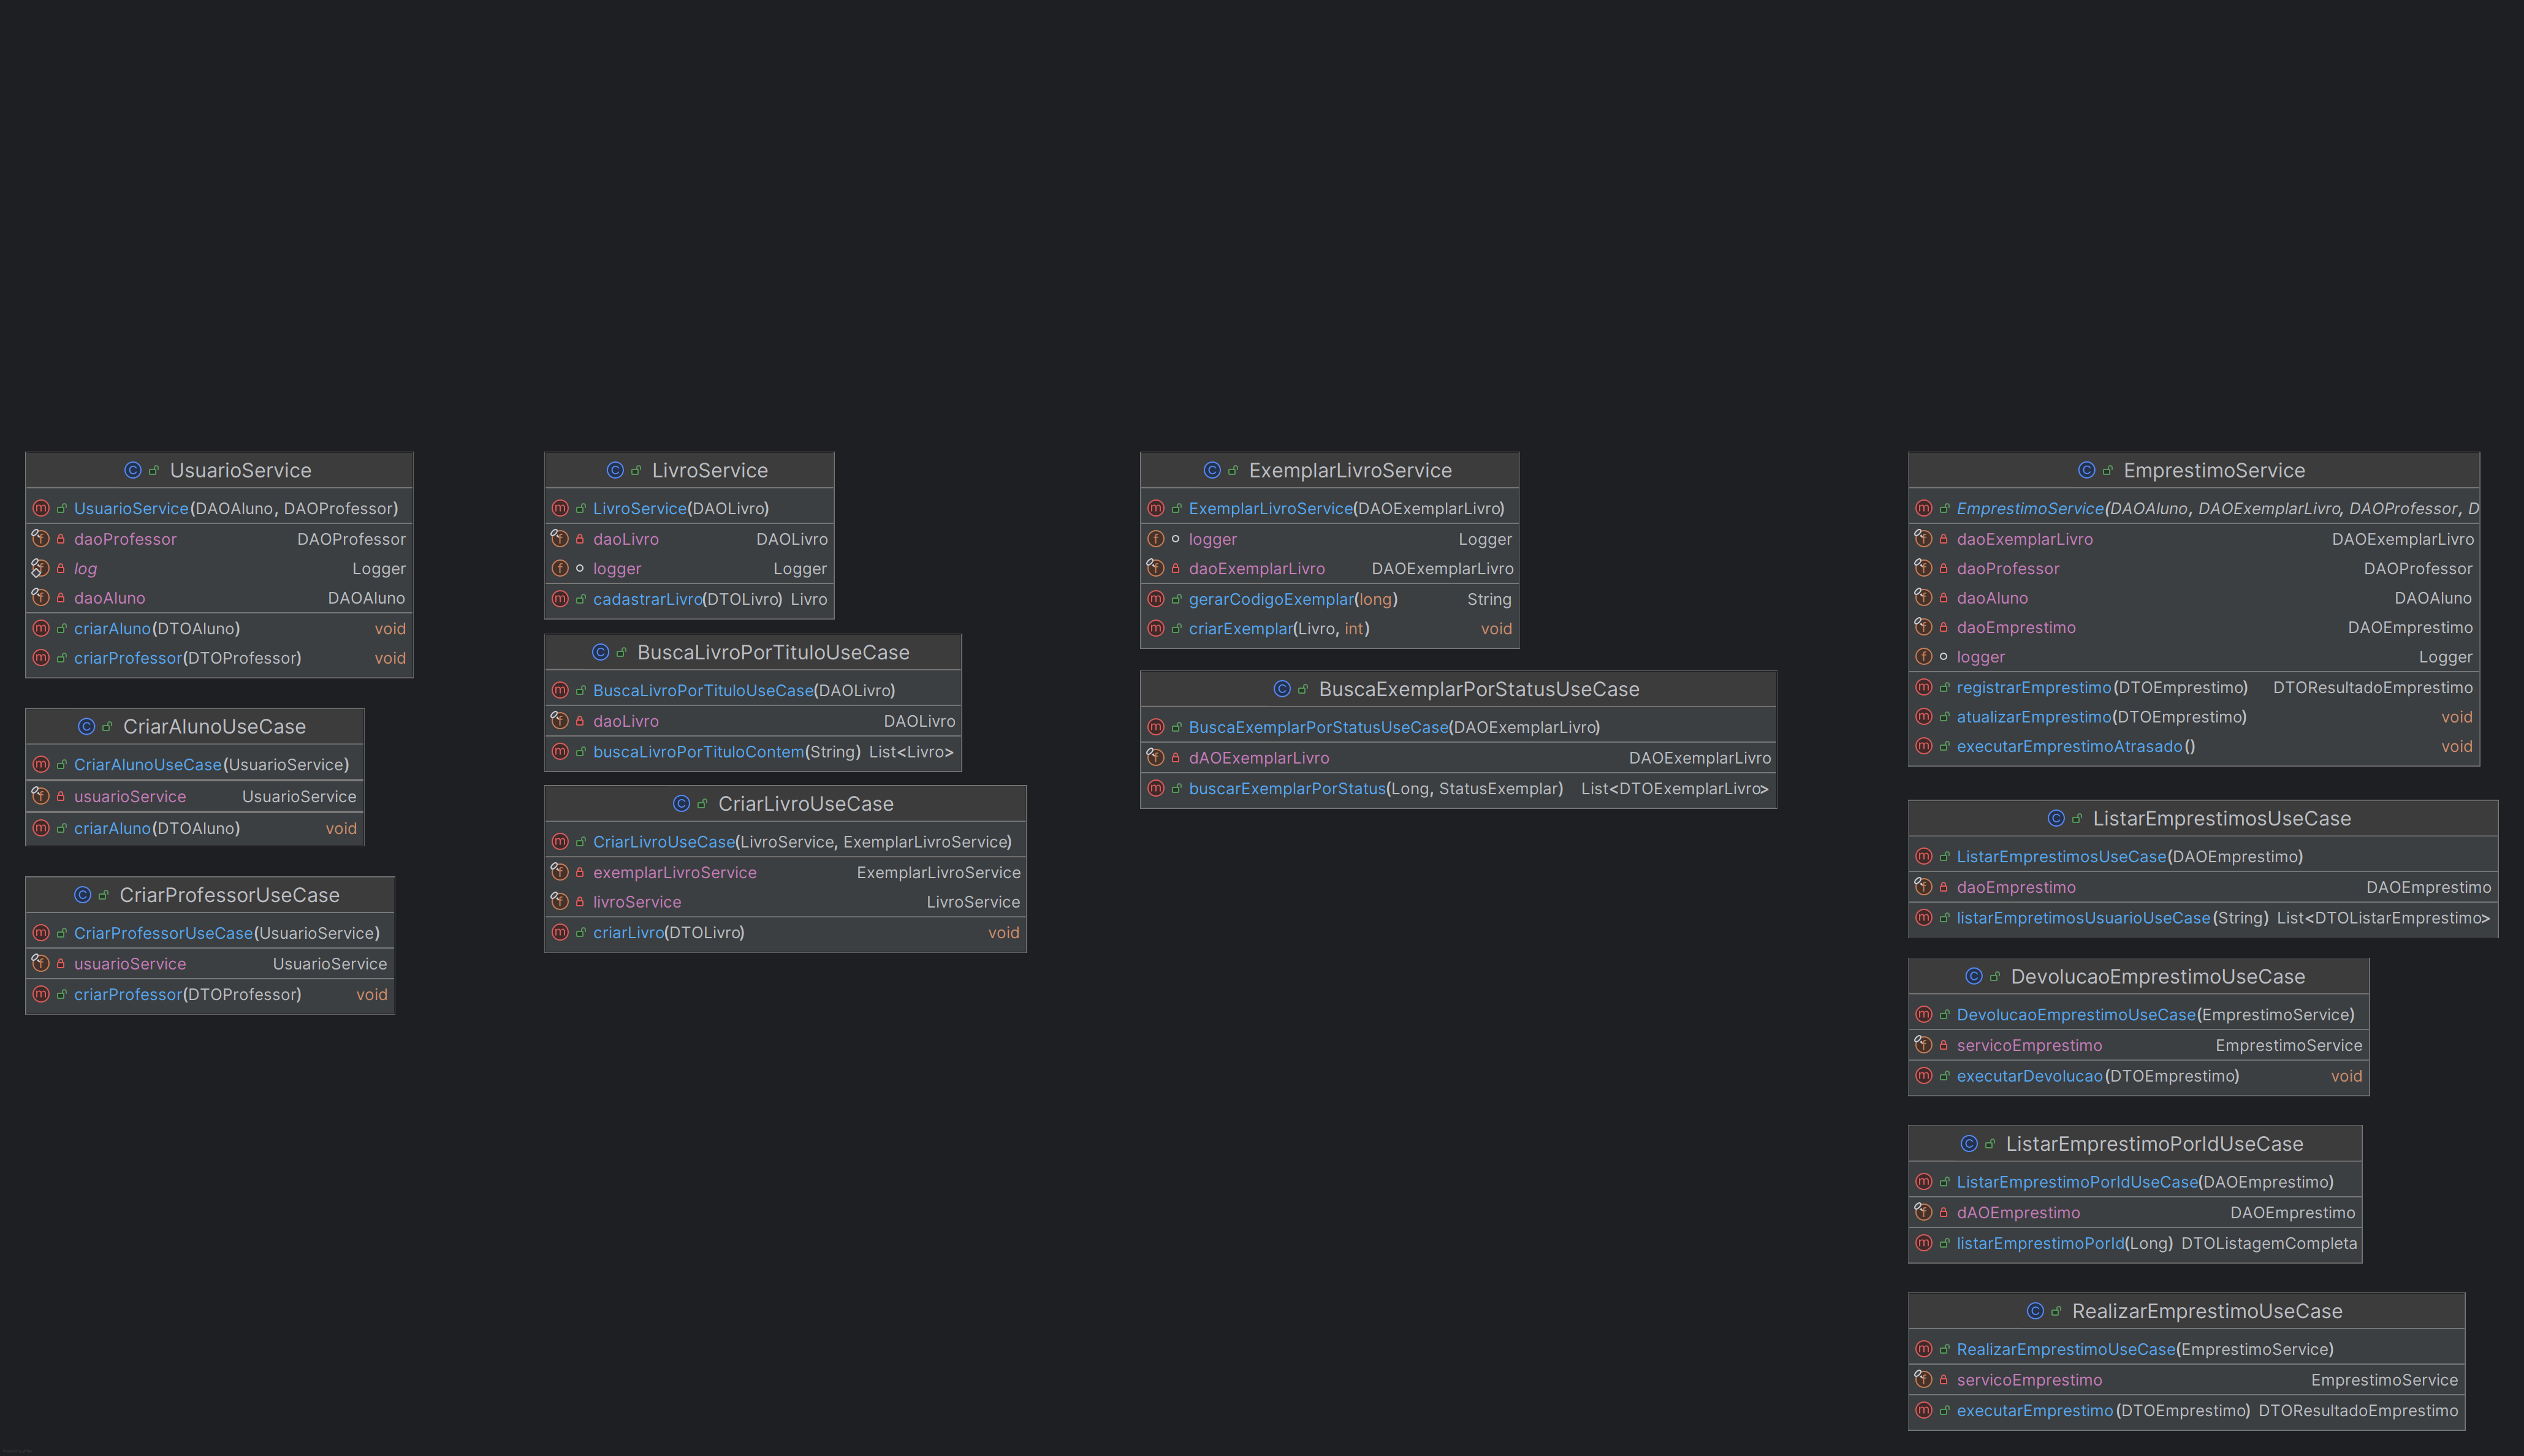 UsuarioService
UsuarioService(DAOAluno, DAOProfessor)
daoProfessor DAOProfessor
log Logger
daoAluno DAOAluno
criarAluno(DTOAluno) void
criarProfessor(DTOProfessor) void
CriarAlunoUseCase
CriarAlunoUseCase(UsuarioService)
usuarioService UsuarioService
criarAluno(DTOAluno) void
CriarProfessorUseCase
CriarProfessorUseCase(UsuarioService)
usuarioService UsuarioService
criarProfessor(DTOProfessor) void
LivroService
LivroService(DAOLivro)
daoLivro DAOLivro
logger Logger
cadastrarLivro(DTOLivro) Livro
BuscaLivroPorTituloUseCase
BuscaLivroPorTituloUseCase(DAOLivro)
daoLivro DAOLivro
buscaLivroPorTituloContem(String) List<Livro>
CriarLivroUseCase
CriarLivroUseCase(LivroService, ExemplarLivroService)
exemplarLivroService ExemplarLivroService
livroService LivroService
criarLivro(DTOLivro) void
ExemplarLivroService
ExemplarLivroService(DAOExemplarLivro)
logger Logger
daoExemplarLivro DAOExemplarLivro
gerarCodigoExemplar(long) String
criarExemplar(Livro, int) void
BuscaExemplarPorStatusUseCase
BuscaExemplarPorStatusUseCase(DAOExemplarLivro)
dAOExemplarLivro DAOExemplarLivro
buscarExemplarPorStatus(Long, StatusExemplar) List<DTOExemplarLivro>
EmprestimoService
EmprestimoService(DAOAluno, DAOExemplarLivro, DAOProfessor, D
daoExemplarLivro DAOExemplarLivro
daoProfessor DAOProfessor
daoAluno DAOAluno
daoEmprestimo DAOEmprestimo
logger Logger
registrarEmprestimo(DTOEmprestimo) DTOResultadoEmprestimo
atualizarEmprestimo(DTOEmprestimo) void
executarEmprestimoAtrasado() void
ListarEmprestimosUseCase
ListarEmprestimosUseCase(DAOEmprestimo)
daoEmprestimo DAOEmprestimo
listarEmpretimosUsuarioUseCase(String) List<DTOListarEmprestimo>
DevolucaoEmprestimoUseCase
DevolucaoEmprestimoUseCase(EmprestimoService)
servicoEmprestimo EmprestimoService
executarDevolucao(DTOEmprestimo) void
ListarEmprestimoPorIdUseCase
ListarEmprestimoPorIdUseCase(DAOEmprestimo)
dAOEmprestimo DAOEmprestimo
listarEmprestimoPorId(Long) DTOListagemCompleta
RealizarEmprestimoUseCase
RealizarEmprestimoUseCase(EmprestimoService)
servicoEmprestimo EmprestimoService
executarEmprestimo(DTOEmprestimo) DTOResultadoEmprestimo